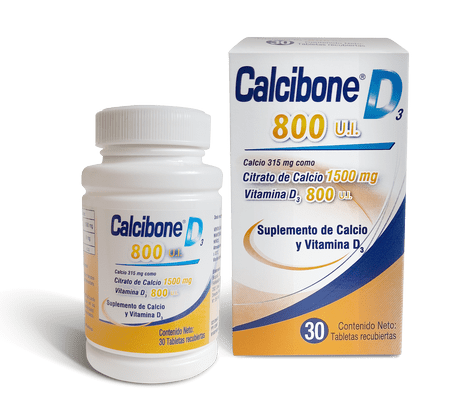 Calcibone D3
800 U.I.
Calcio 315 mg como
Citrato de Calcio 1500 mg
Vitamina D3 800 U.I.
Suplemento de Calcio
y Vitamina D3
Contenido Neto:
30 Tabletas recubiertas
30
Calcibone® D3
800 U.I.
Calcio 315 mg como
Citrato de Calcio 1500 mg
Vitamina D3 800 U.I.
Suplemento de Calcio
y Vitamina D3
30 Contenido Neto:
Tabletas recubiertas